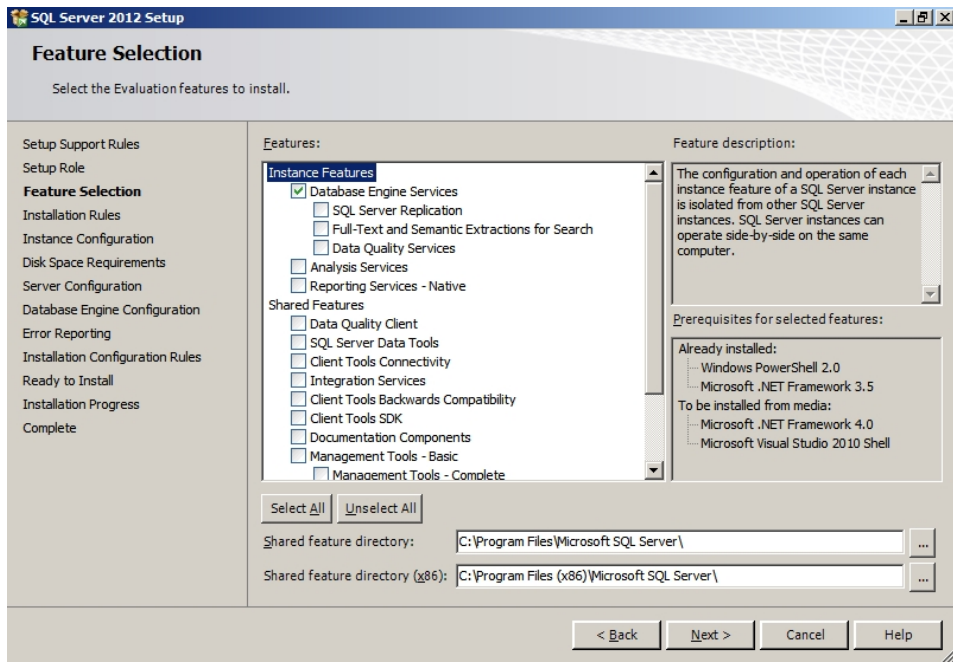 SQL Server 2012 Setup
Feature Selection
Select the Evaluation features to install.
Setup Support Rules
Setup Role
Feature Selection
Installation Rules
Instance Configuration
Disk Space Requirements
Server Configuration
Database Engine Configuration
Error Reporting
Installation Configuration Rules
Ready to Install
Installation Progress
Complete
Features:
Instance Features
Database Engine Services
SQL Server Replication
Full-Text and Semantic Extractions for Search
Data Quality Services
Analysis Services
Reporting Services - Native
Shared Features
Data Quality Client
SQL Server Data Tools
Client Tools Connectivity
Integration Services
Client Tools Backwards Compatibility
Client Tools SDK
Documentation Components
Management Tools - Basic
Management Tools - Complete
Feature description:
The configuration and operation of each
instance feature of a SQL Server instance
is isolated from other SQL Server
instances. SQL Server instances can
operate side-by-side on the same
computer.
Prerequisites for selected features:
Already installed:
Windows PowerShell 2.0
Microsoft .NET Framework 3.5
To be installed from media:
Microsoft .NET Framework 4.0
Microsoft Visual Studio 2010 Shell
Select All
Unselect All
Shared feature directory:
C:\Program Files\Microsoft SQL Server\
...
Shared feature directory (x86):
C:\Program Files (x86)\Microsoft SQL Server\
...
< Back
Next >
Cancel
Help